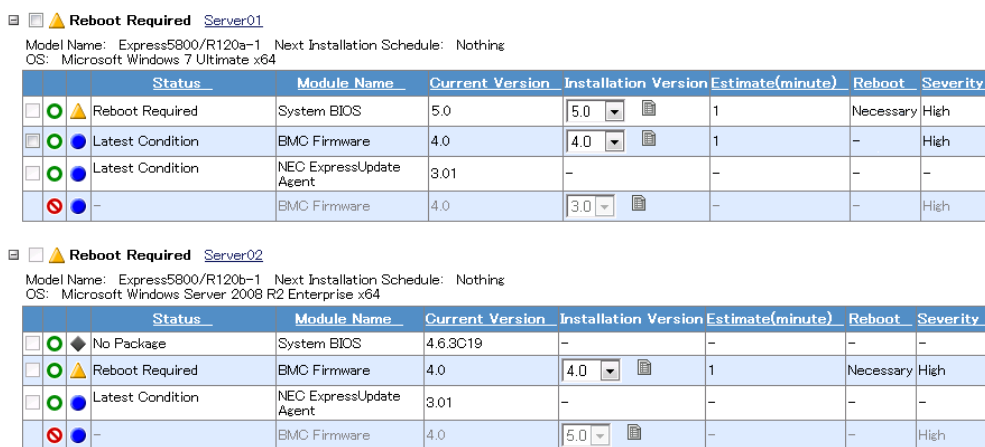 Reboot Required Server01
Model Name: Express5800/R120a-1 Next Installation Schedule: Nothing
OS: Microsoft Windows 7 Ultimate x64
Status Module Name Current Version Installation Version Estimate(minute) Reboot Severity
Reboot Required System BIOS 5.0 5.0 1 Necessary High
Latest Condition BMC Firmware 4.0 4.0 1 – High
Latest Condition NEC ExpressUpdate Agent 3.01 – – – –
– BMC Firmware 4.0 3.0 – – High
Reboot Required Server02
Model Name: Express5800/R120b-1 Next Installation Schedule: Nothing
OS: Microsoft Windows Server 2008 R2 Enterprise x64
Status Module Name Current Version Installation Version Estimate(minute) Reboot Severity
No Package System BIOS 4.6.3C19 – – – –
Reboot Required BMC Firmware 4.0 4.0 1 Necessary High
Latest Condition NEC ExpressUpdate Agent 3.01 – – – –
– BMC Firmware 4.0 5.0 – – High